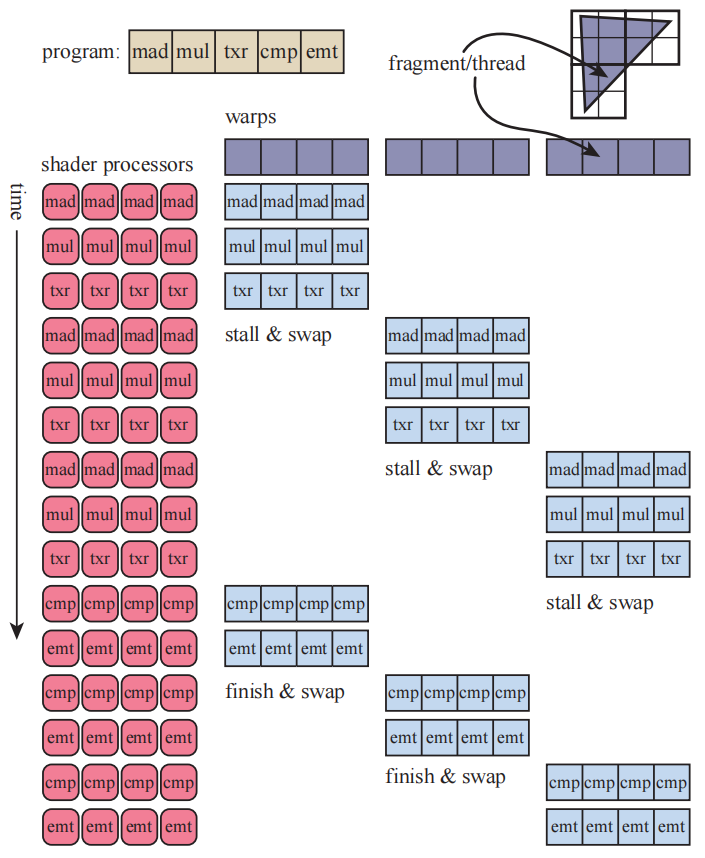 program: mad mul txr cmp emt
fragment/thread
warps
shader processors
time
mad mad mad mad mad mad mad mad
mul mul mul mul mul mul mul mul
txr txr txr txr txr txr txr txr
stall & swap
mad mad mad mad mad mad mad mad
mul mul mul mul mul mul mul mul
txr txr txr txr txr txr txr txr
stall & swap
mad mad mad mad mad mad mad mad
mul mul mul mul mul mul mul mul
txr txr txr txr txr txr txr txr
stall & swap
cmp cmp cmp cmp cmp cmp cmp cmp
emt emt emt emt emt emt emt emt
finish & swap
cmp cmp cmp cmp cmp cmp cmp cmp
emt emt emt emt emt emt emt emt
finish & swap
cmp cmp cmp cmp cmp cmp cmp cmp
emt emt emt emt emt emt emt emt